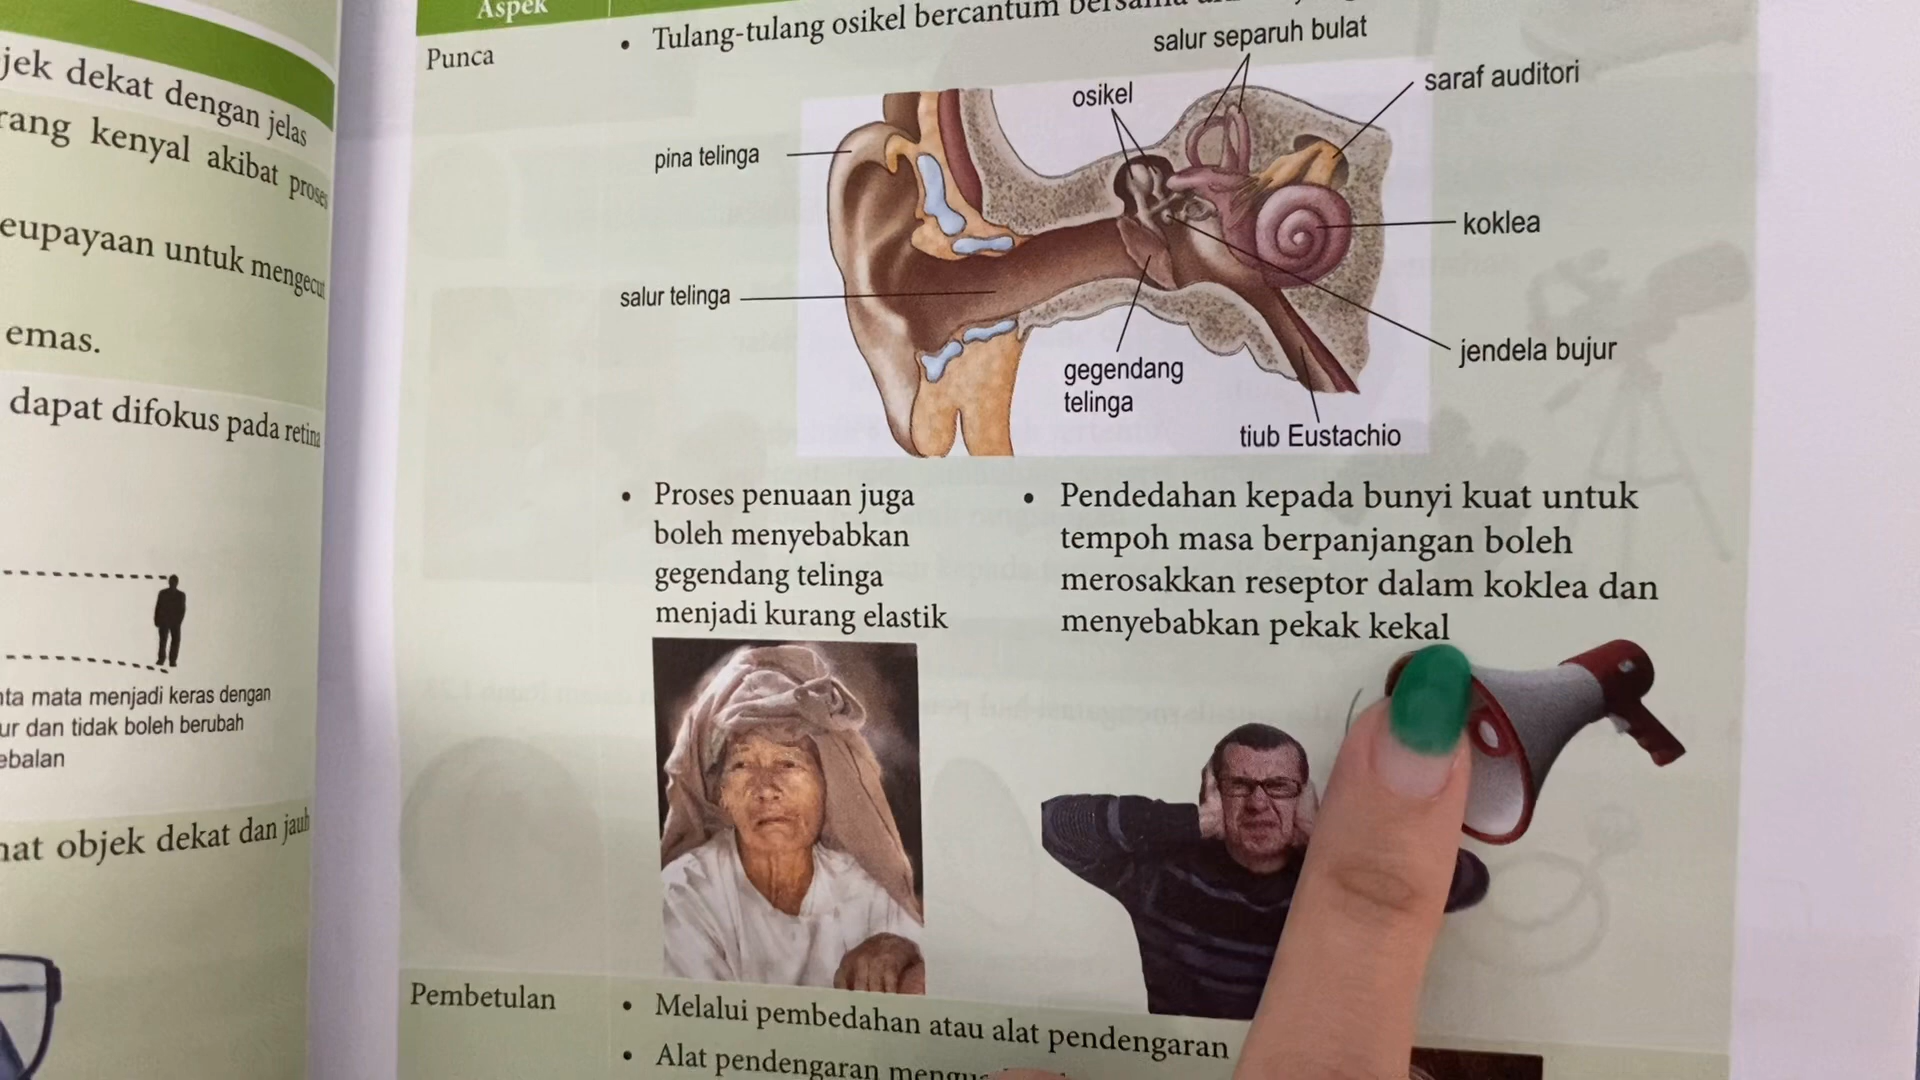 jek dekat dengan jelas
rang kenyal akibat
eupayaan untuk mengecut
emas.
dapat difokus pada retina
ta mata menjadi keras dengan
ur dan tidak boleh berubah
ebalan
hat objek dekat dan jauh
Aspek
Punca
• Tulang-tulang osikel bercantum
salur separuh bulat
osikel
saraf auditori
pina telinga
koklea
salur telinga
jendela bujur
gegendang
telinga
tiub Eustachio
• Proses penuaan juga
boleh menyebabkan
gegendang telinga
menjadi kurang elastik
• Pendedahan kepada bunyi kuat untuk
tempoh masa berpanjangan boleh
merosakkan reseptor dalam koklea dan
menyebabkan pekak kekal
Pembetulan
• Melalui pembedahan atau alat pendengaran
• Alat pendengaran